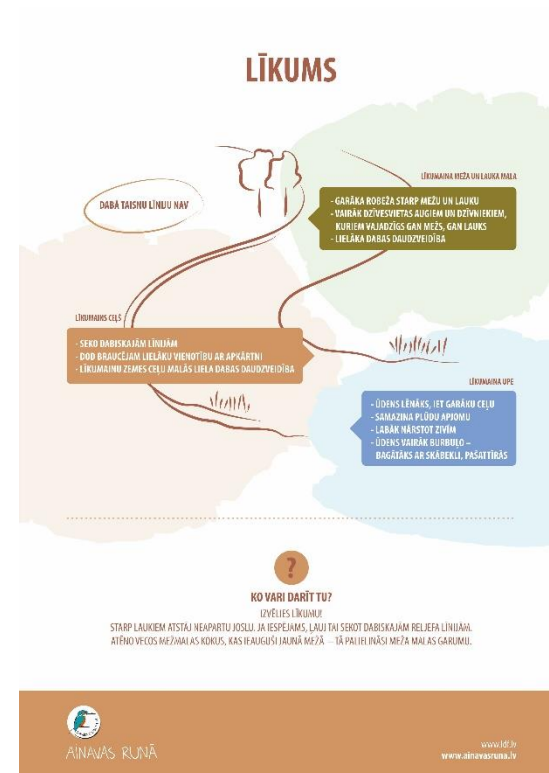 LĪKUMS
DABĀ TAISNU LĪNIJU NAV
LĪKUMAINA MEŽA UN LAUKA MALA
- GARĀKA ROBEŽA STARP MEŽU UN LAUKU
- VAIRĀK DZĪVESVIETAS AUGIEM UN DZĪVNIEKIEM,
KURIEM VAJADZĪGS GAN MEŽS, GAN LAUKS
- LIELĀKA DABAS DAUDZVEIDĪBA
LĪKUMAINS CEĻŠ
- SEKO DABISKAJĀM LĪNIJĀM
- DOD BRAUCĒJAM LIELĀKU VIENOTĪBU AR APKĀRTNI
- LĪKUMAINU ZEMES CEĻU MALĀS LIELA DABAS DAUDZVEIDĪBA
LĪKUMAINA UPE
- ŪDENS LĒNĀKS, IET GARĀKU CEĻU
- SAMAZINA PLŪDU APJOMU
- LABĀK NĀRSTOT ZIVĪM
- ŪDENS VAIRĀK BURBUĻO –
BAGĀTĀKS AR SKĀBEKLI, PAŠATTĪRĀS
?
KO VARI DARĪT TU?
IZVĒLIES LĪKUMU!
STARP LAUKIEM ATSTĀJ NEAPARTU JOSLU. JA IESPĒJAMS, ĻAUJ TAI SEKOT DABISKAJĀM RELJEFA LĪNIJĀM.
ATĒNO VECOS MEŽMALAS KOKUS, KAS IEAUGUŠI JAUNĀ MEŽĀ – TĀ PALIELINĀSI MEŽA MALAS GARUMU.
AINAVAS RUNĀ
www.ldf.lv
www.ainavasruna.lv